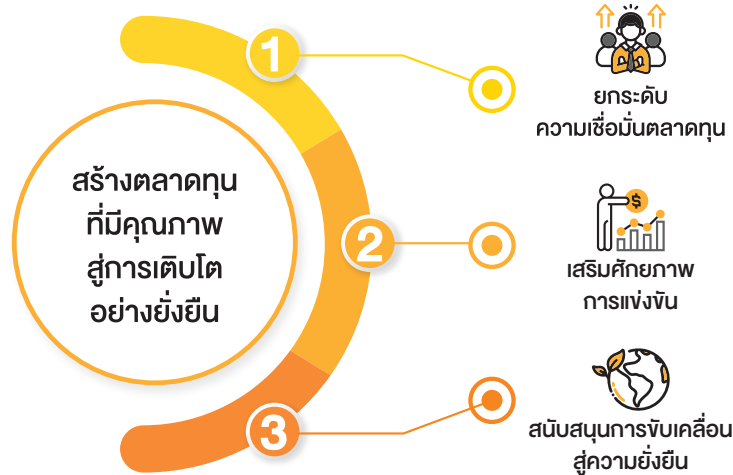 สร้างตลาดทุน
ที่มีคุณภาพ
สู่การเติบโต
อย่างยั่งยืน
1
ยกระดับ
ความเชื่อมั่นตลาดทุน
2
$
เสริมศักยภาพ
การแข่งขัน
3
สนับสนุนการขับเคลื่อน
สู่ความยั่งยืน